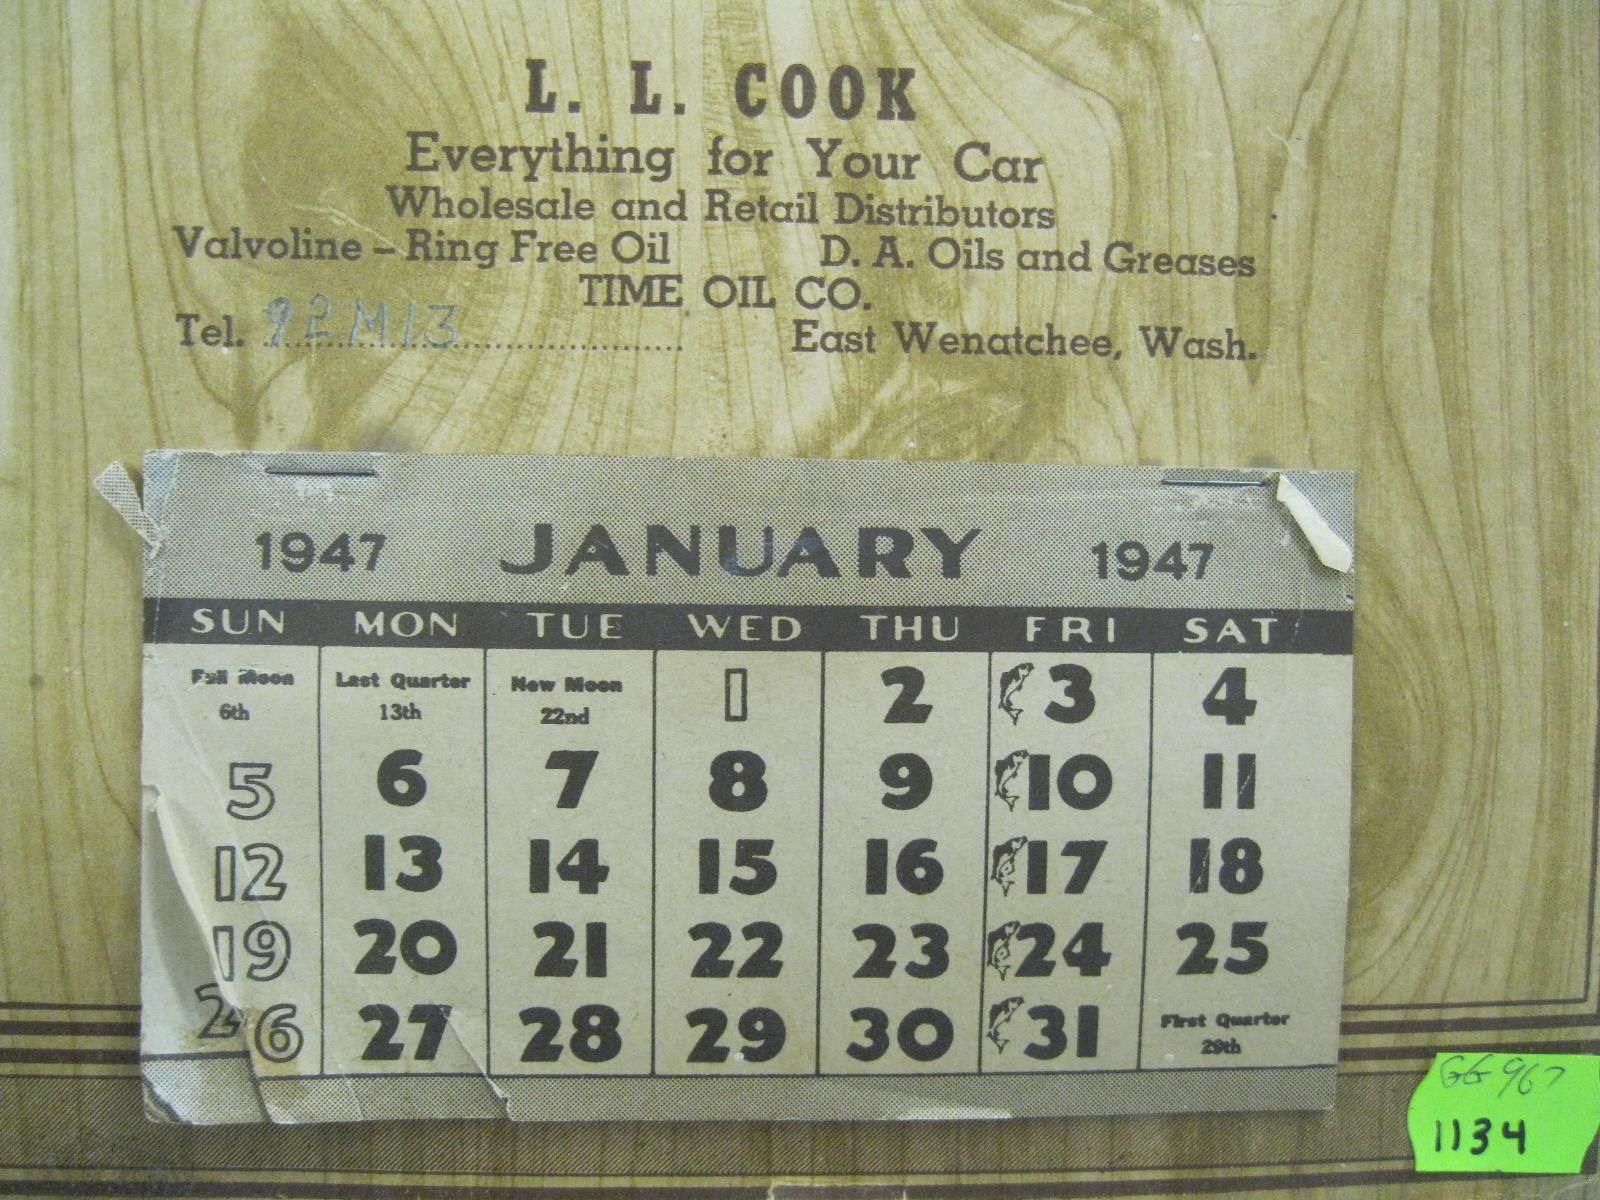 L. L. COOK
Everything for Your Car
Wholesale and Retail Distributors
Valvoline – Ring Free Oil D. A. Oils and Greases
TIME OIL CO.
Tel. 92M13 East Wenatchee, Wash.
1947 JANUARY 1947
SUN MON TUE WED THU FRI SAT
Full Moon 6th Last Quarter 13th New Moon 22nd 1 2 3 4
5 6 7 8 9 10 11
12 13 14 15 16 17 18
19 20 21 22 23 24 25
26 27 28 29 30 31 First Quarter 29th
GG 967
1134